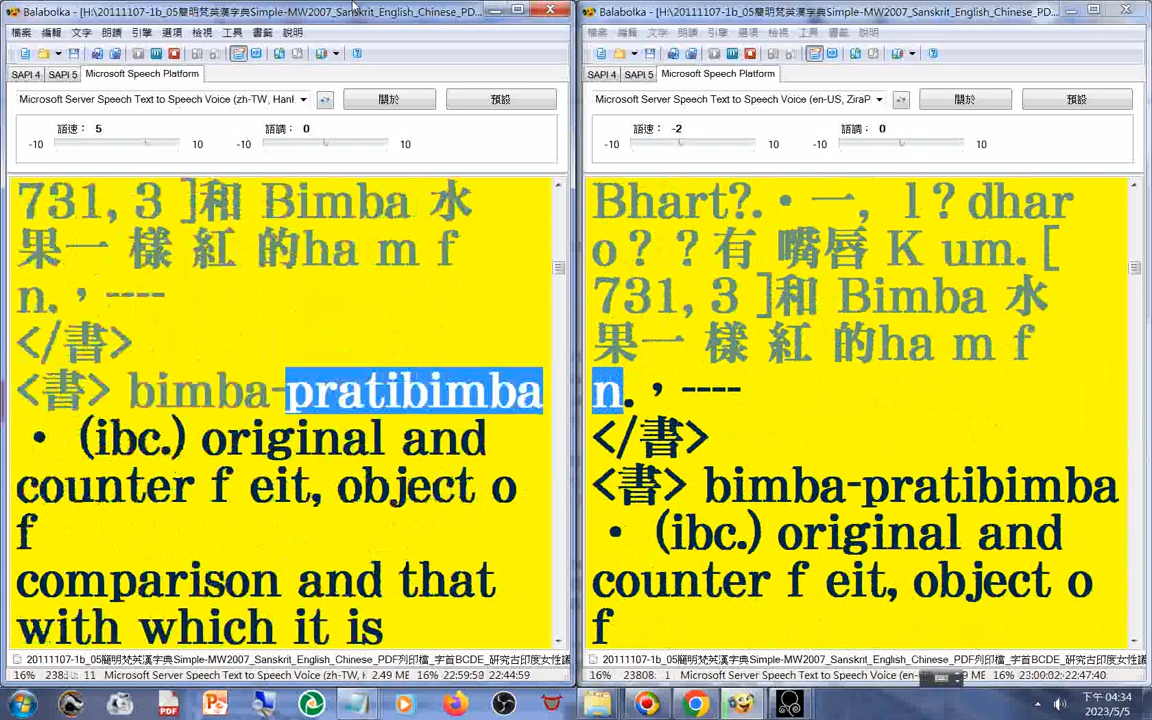 Balabolka - [H:\20111107-1b_05簡明梵英漢字典Simple-MW2007_Sanskrit_English_Chinese_PD...
檔案 編輯 文字 朗讀 引擎 選項 檢視 工具 書籤 說明
SAPI 4 SAPI 5 Microsoft Speech Platform
Microsoft Server Speech Text to Speech Voice (zh-TW, Hanl
關於
預設
語速： 5
語調： 0
-10 10 -10 10
731, 3 ]和 Bimba 水
果一 樣 紅 的ha m f
n.，----
</書>
<書> bimba-pratibimba
• (ibc.) original and
counter f eit, object o
f
comparison and that
with which it is
20111107-1b_05簡明梵英漢字典Simple-MW2007_Sanskrit_English_Chinese_PDF列印檔_字首BCDE_研究古印度女性議
Microsoft Server Speech Text to Speech Voice (zh-TW, H
16% 22:59:59 22:44:59
Balabolka - [H:\20111107-1b_05簡明梵英漢字典Simple-MW2007_Sanskrit_English_Chinese_PD...
檔案 編輯 文字 朗讀 引擎 選項 檢視 工具 書籤 說明
SAPI 4 SAPI 5 Microsoft Speech Platform
Microsoft Server Speech Text to Speech Voice (en-US, ZiraP
關於
預設
語速： -2
語調： 0
-10 10 -10 10
Bhart?.・一, l？dhar
o？？有 嘴唇 K um.[
731, 3 ]和 Bimba 水
果一 樣 紅 的ha m f
n.，----
</書>
<書> bimba-pratibimba
• (ibc.) original and
counter f eit, object o
f
20111107-1b_05簡明梵英漢字典Simple-MW2007_Sanskrit_English_Chinese_PDF列印檔_字首BCDE_研究古印度女性議
16% 23808: 1 Microsoft Server Speech Text to Speech Voice (en-US, Z
16% 23:00:02 22:47:40
下午 04:34
2023/5/5